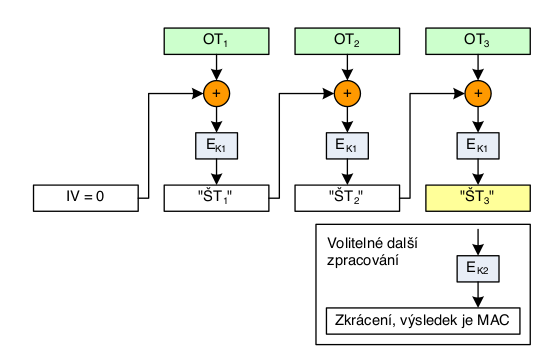 OT1 OT2 OT3
+ + +
EK1 EK1 EK1
IV = 0 "ŠT1" "ŠT2" "ŠT3"
Volitelné další
zpracování
EK2
Zkrácení, výsledek je MAC